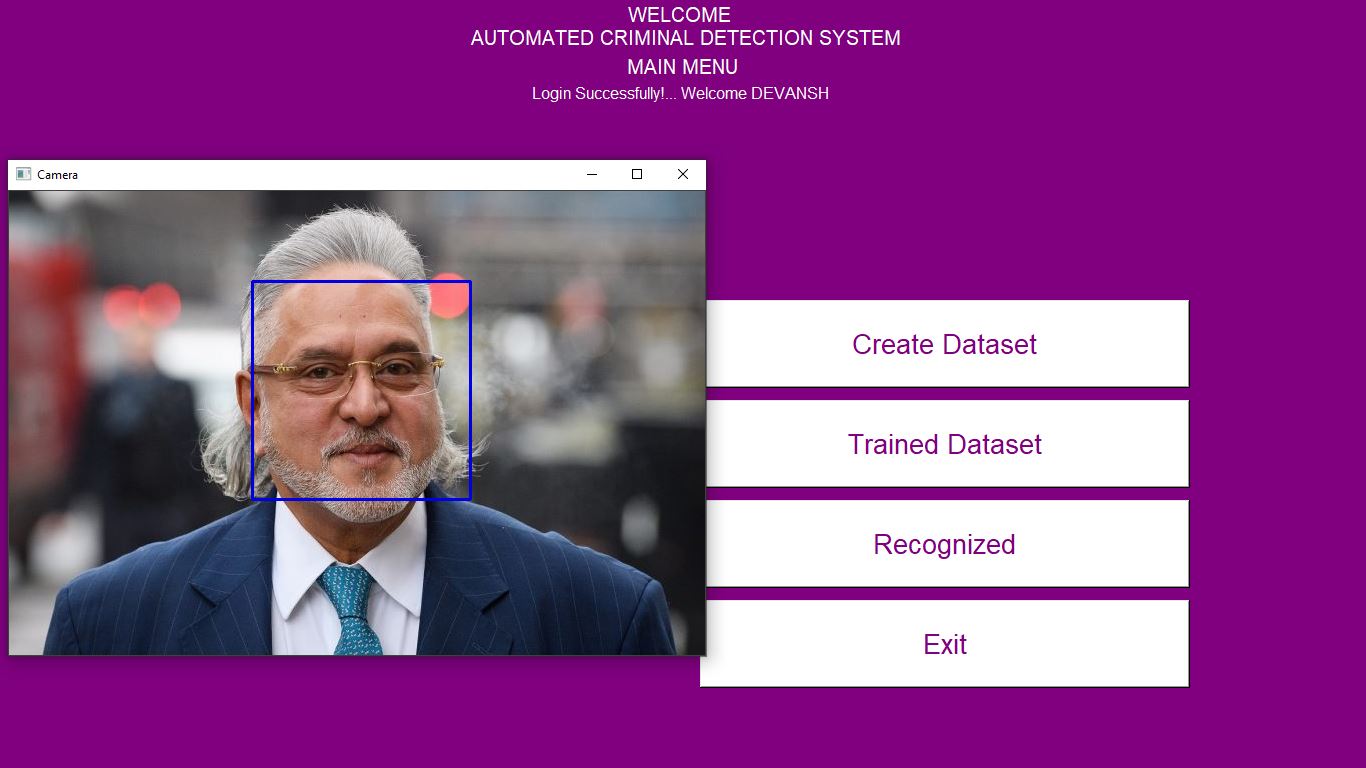 WELCOME
AUTOMATED CRIMINAL DETECTION SYSTEM
MAIN MENU
Login Successfully!... Welcome DEVANSH
Camera
Create Dataset
Trained Dataset
Recognized
Exit